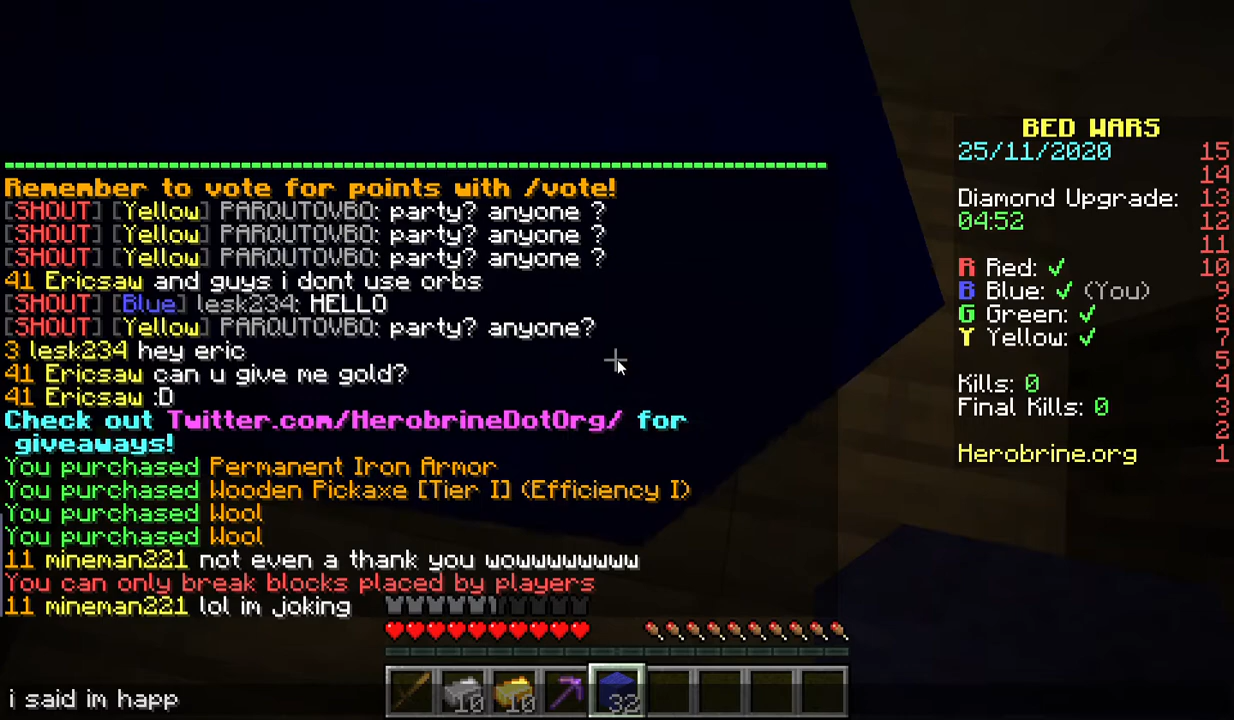 Remember to vote for points with /vote!
[SHOUT] [Yellow] PARQUTOVBO: party? anyone ?
[SHOUT] [Yellow] PARQUTOVBO: party? anyone ?
[SHOUT] [Yellow] PARQUTOVBO: party? anyone ?
41 Ericsaw and guys i dont use orbs
[SHOUT] [Blue] lesk234: HELLO
[SHOUT] [Yellow] PARQUTOVBO: party? anyone?
3 lesk234 hey eric
41 Ericsaw can u give me gold?
41 Ericsaw :D
Check out Twitter.com/HerobrineDotOrg/ for
giveaways!
You purchased Permanent Iron Armor
You purchased Wooden Pickaxe [Tier I] (Efficiency I)
You purchased Wool
You purchased Wool
11 mineman221 not even a thank you wowwwwwwww
You can only break blocks placed by players
11 mineman221 lol im joking
i said im happ
10 10 32
BED WARS
25/11/2020 15
14
Diamond Upgrade: 13
04:52 12
11
R Red: ✓ 10
B Blue: ✓ (You) 9
G Green: ✓ 8
Y Yellow: ✓ 7
5
Kills: 0 4
Final Kills: 0 3
2
Herobrine.org 1